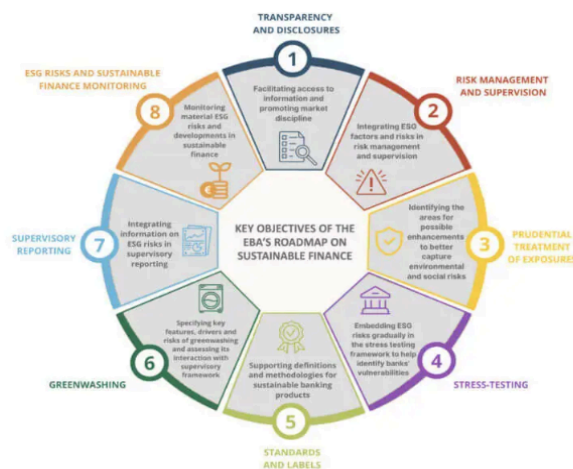 TRANSPARENCY
AND DISCLOSURES
1
Facilitating access to
information and
promoting market
discipline
RISK MANAGEMENT
AND SUPERVISION
2
Integrating ESG
factors and risks in
risk management
and supervision
PRUDENTIAL
TREATMENT
OF EXPOSURES
3
Identifying the
areas for possible
enhancements to
better capture
environmental
and social risks
STRESS-TESTING
4
Embedding ESG
risks gradually in
the stress testing
framework to help
identify banks'
vulnerabilities
STANDARDS
AND LABELS
5
Supporting definitions
and methodologies for
sustainable banking
products
GREENWASHING
6
Specifying key
features, drivers and
risks of greenwashing
and assessing its
interaction with
supervisory
framework
SUPERVISORY
REPORTING
7
Integrating
information on
ESG risks in
supervisory
reporting
ESG RISKS AND SUSTAINABLE
FINANCE MONITORING
8
Monitoring
material ESG
risks and
developments in
sustainable
finance
KEY OBJECTIVES OF THE
EBA'S ROADMAP ON
SUSTAINABLE FINANCE